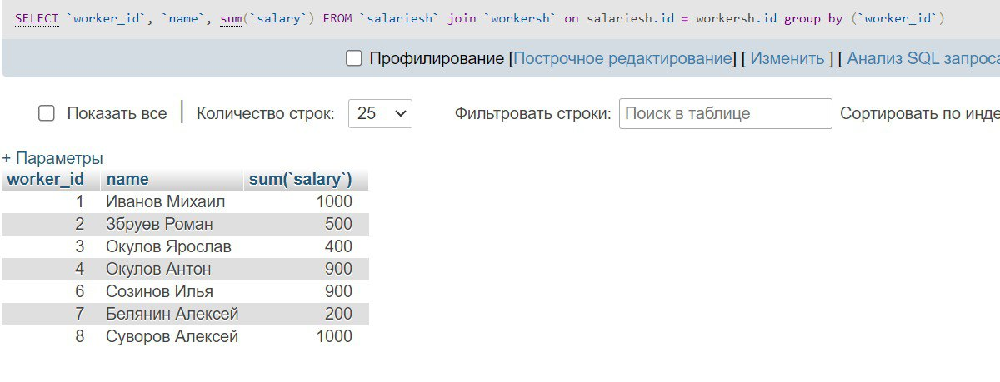 SELECT `worker_id`, `name`, sum(`salary`) FROM `salariesh` join `workersh` on salariesh.id = workersh.id group by (`worker_id`)
Профилирование [Построчное редактирование] [ Изменить ] [ Анализ SQL запроса
Показать все | Количество строк: 25 Фильтровать строки: Поиск в таблице Сортировать по инде
+ Параметры
worker_id name sum(`salary`)
1 Иванов Михаил 1000
2 Збруев Роман 500
3 Окулов Ярослав 400
4 Окулов Антон 900
6 Созинов Илья 900
7 Белянин Алексей 200
8 Суворов Алексей 1000